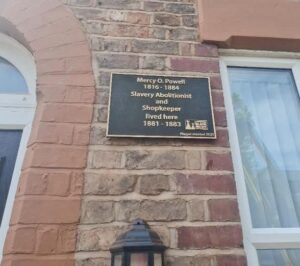 Mercy O. Powell
1816 - 1884
Slavery Abolitionist
and
Shopkeeper
lived here
1881 - 1883